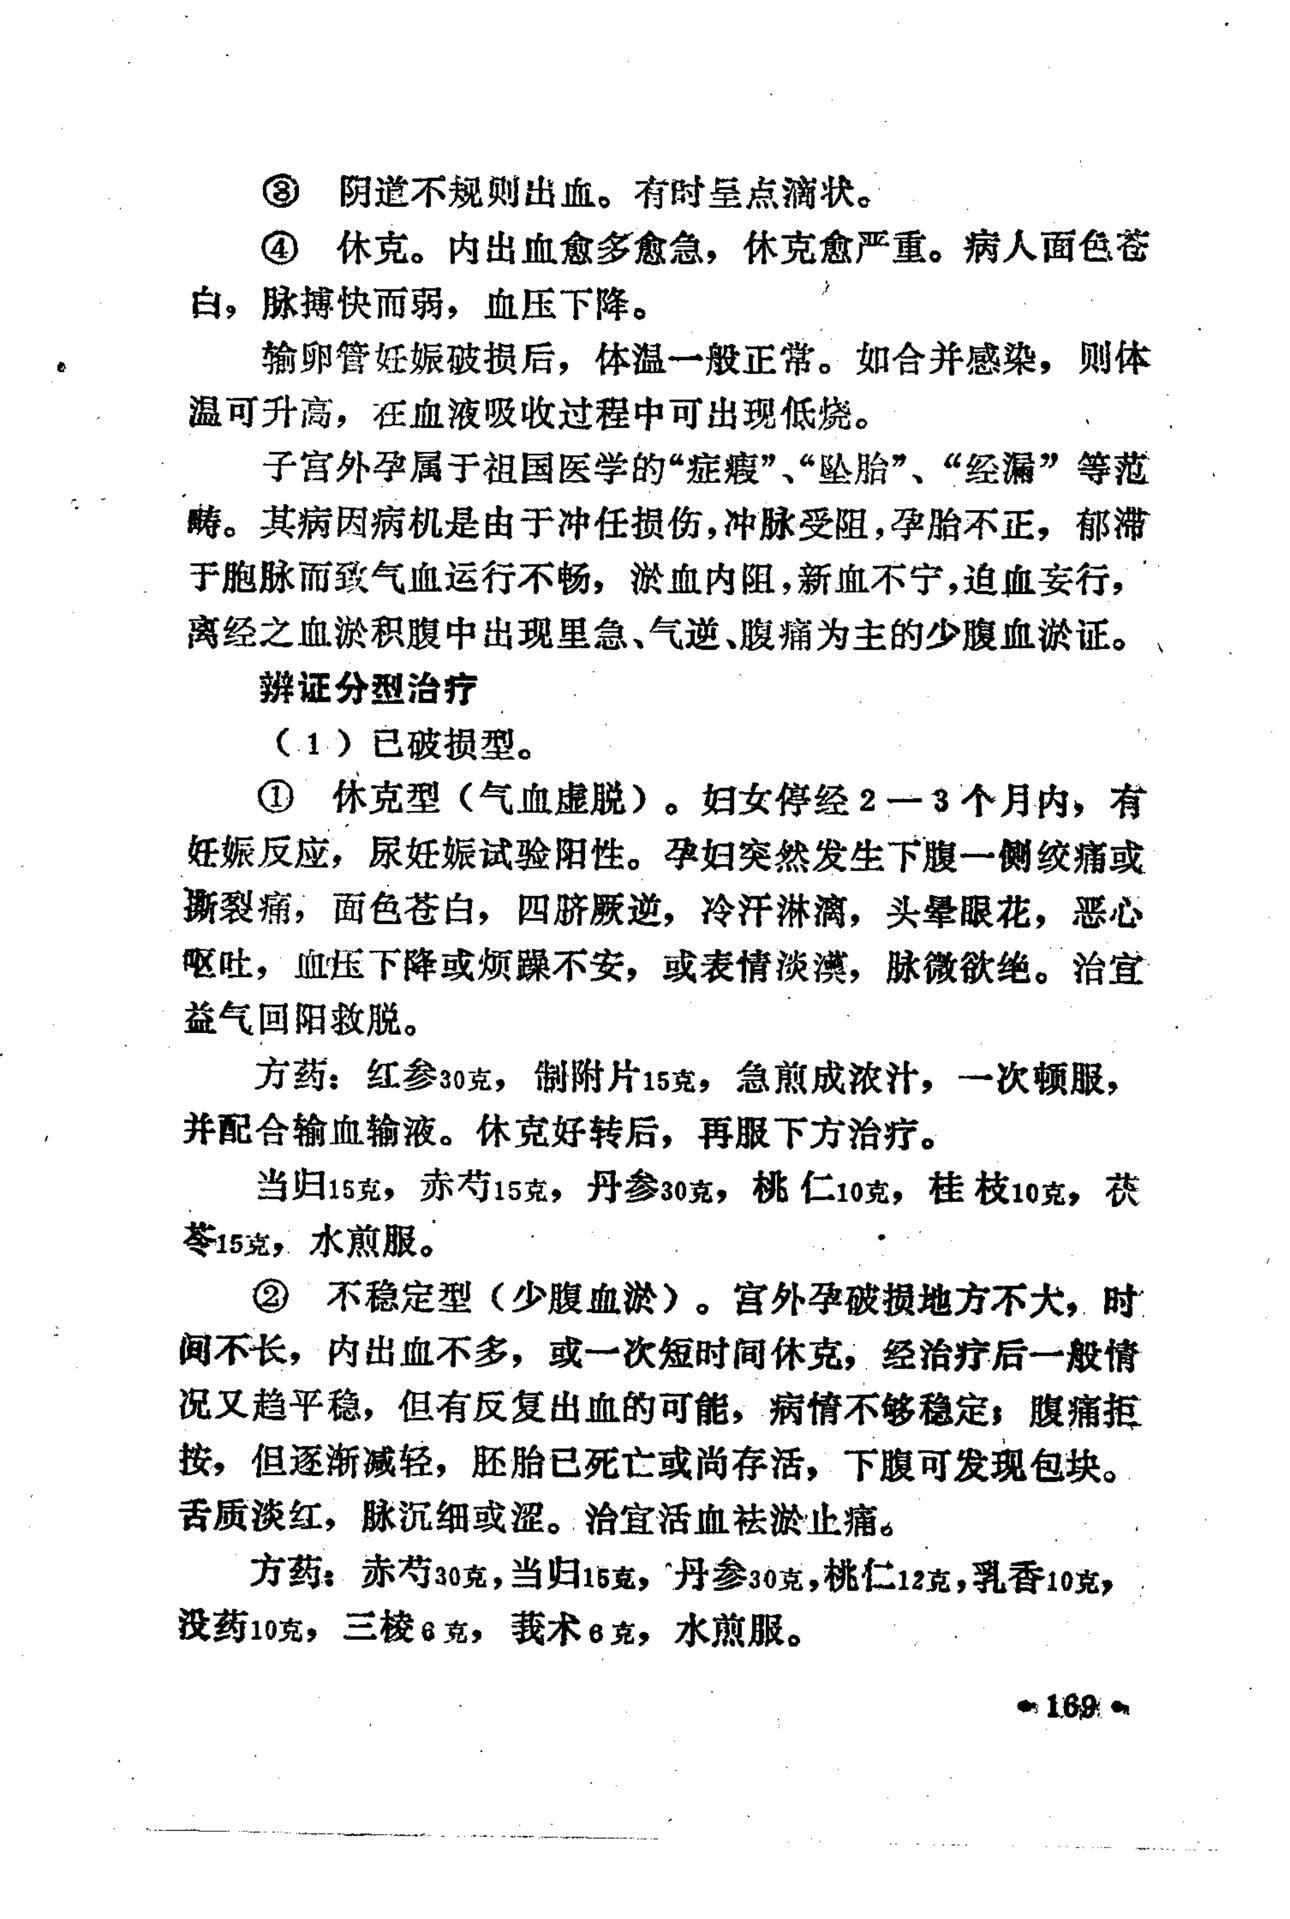 ③ 阴道不规则出血。有时呈点滴状。
④ 休克。内出血愈多愈急，休克愈严重。病人面色苍
白，脉搏快而弱，血压下降。
输卵管妊娠破损后，体温一般正常。如合并感染，则体
温可升高，在血液吸收过程中可出现低烧。
子宫外孕属于祖国医学的“症瘕”、“坠胎”、“经漏”等范
畴。其病因病机是由于冲任损伤，冲脉受阻，孕胎不正，郁滞
于胞脉而致气血运行不畅，淤血内阻，新血不宁，迫血妄行，
离经之血淤积腹中出现里急、气逆、腹痛为主的少腹血淤证。
辨证分型治疗
（1）已破损型。
① 休克型（气血虚脱）。妇女停经2—3个月内，有
妊娠反应，尿妊娠试验阳性。孕妇突然发生下腹一侧绞痛或
撕裂痛，面色苍白，四脐厥逆，冷汗淋漓，头晕眼花，恶心
呕吐，血压下降或烦躁不安，或表情淡漠，脉微欲绝。治宜
益气回阳救脱。
方药：红参30克，制附片15克，急煎成浓汁，一次顿服，
并配合输血输液。休克好转后，再服下方治疗。
当归15克，赤芍15克，丹参30克，桃仁10克，桂枝10克，茯
苓15克，水煎服。
② 不稳定型（少腹血淤）。宫外孕破损地方不大，时
间不长，内出血不多，或一次短时间休克，经治疗后一般情
况又趋平稳，但有反复出血的可能，病情不够稳定；腹痛拒
按，但逐渐减轻，胚胎已死亡或尚存活，下腹可发现包块。
舌质淡红，脉沉细或涩。治宜活血祛淤止痛。
方药：赤芍30克，当归15克，丹参30克，桃仁12克，乳香10克，
没药10克，三棱6克，莪术6克，水煎服。
• 169 •